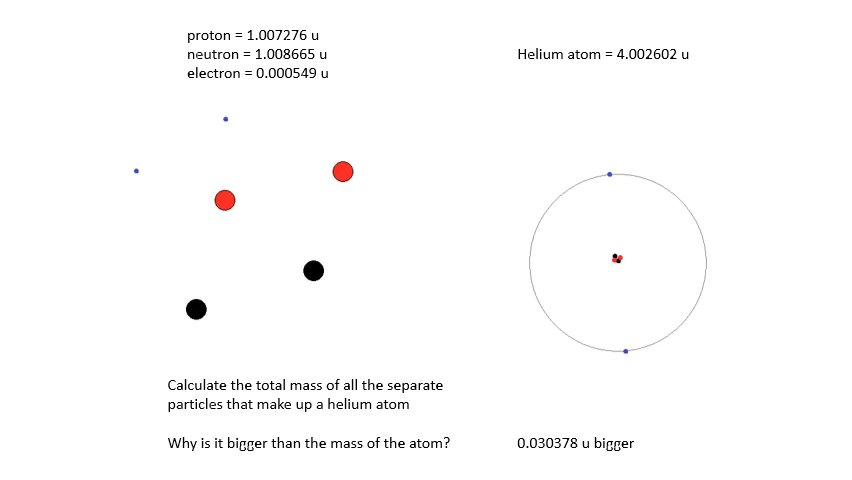 proton = 1.007276 u
neutron = 1.008665 u
electron = 0.000549 u
Helium atom = 4.002602 u
Calculate the total mass of all the separate
particles that make up a helium atom
Why is it bigger than the mass of the atom?
0.030378 u bigger